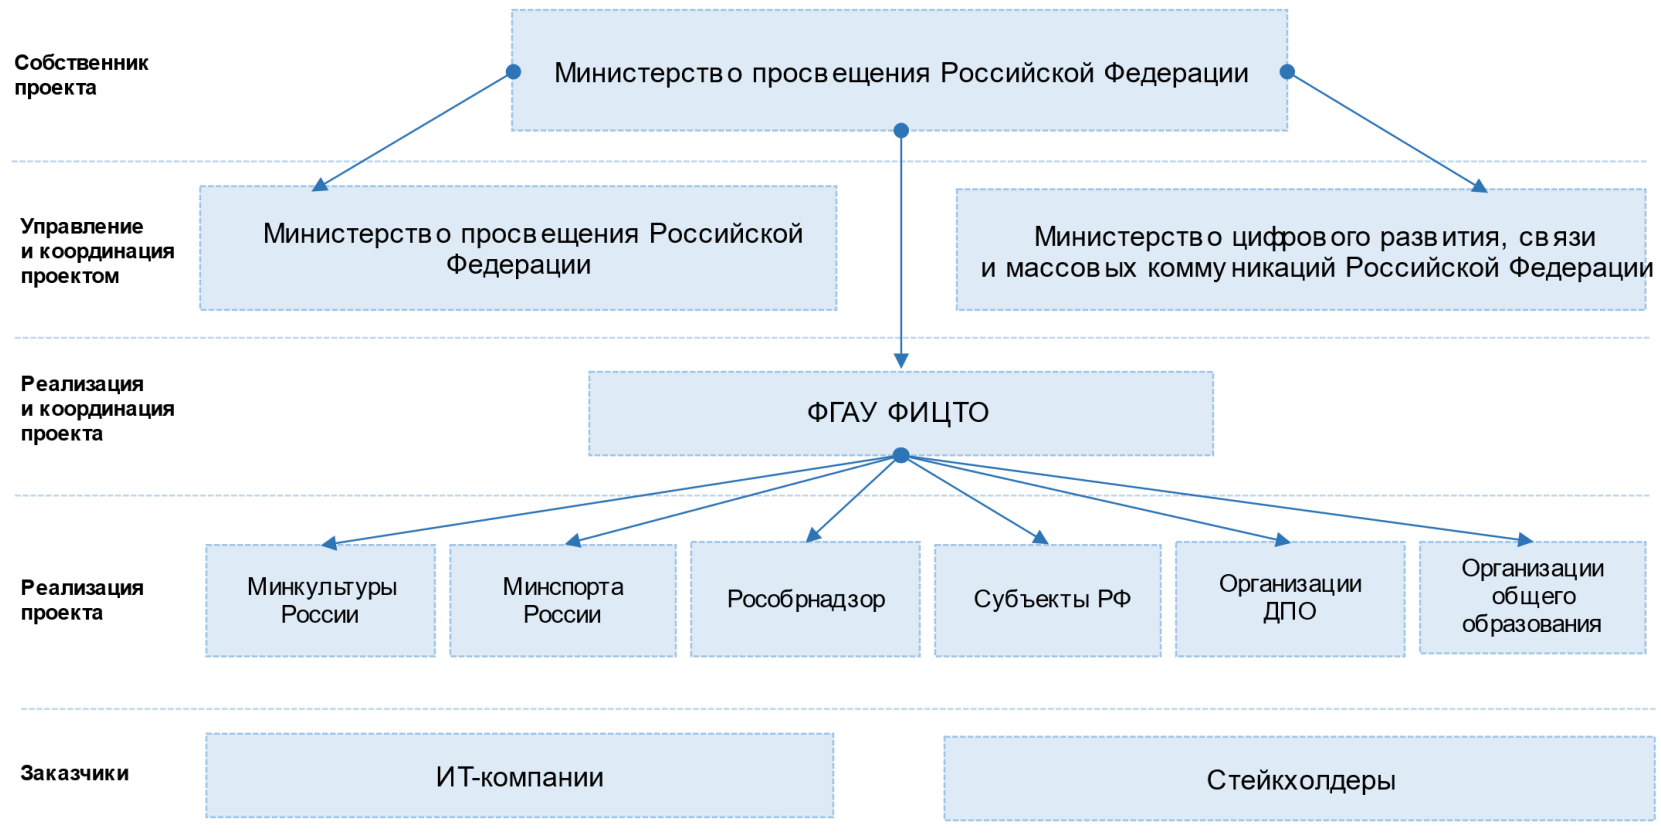 Собственник
проекта
Министерство просвещения Российской Федерации
Управление
и координация
проектом
Министерство просвещения Российской
Федерации
Министерство цифрового развития, связи
и массовых коммуникаций Российской Федерации
Реализация
и координация
проекта
ФГАУ ФИЦТО
Реализация
проекта
Минкультуры
России
Минспорта
России
Рособрнадзор
Субъекты РФ
Организации
ДПО
Организации
общего
образования
Заказчики
ИТ-компании
Стейкхолдеры